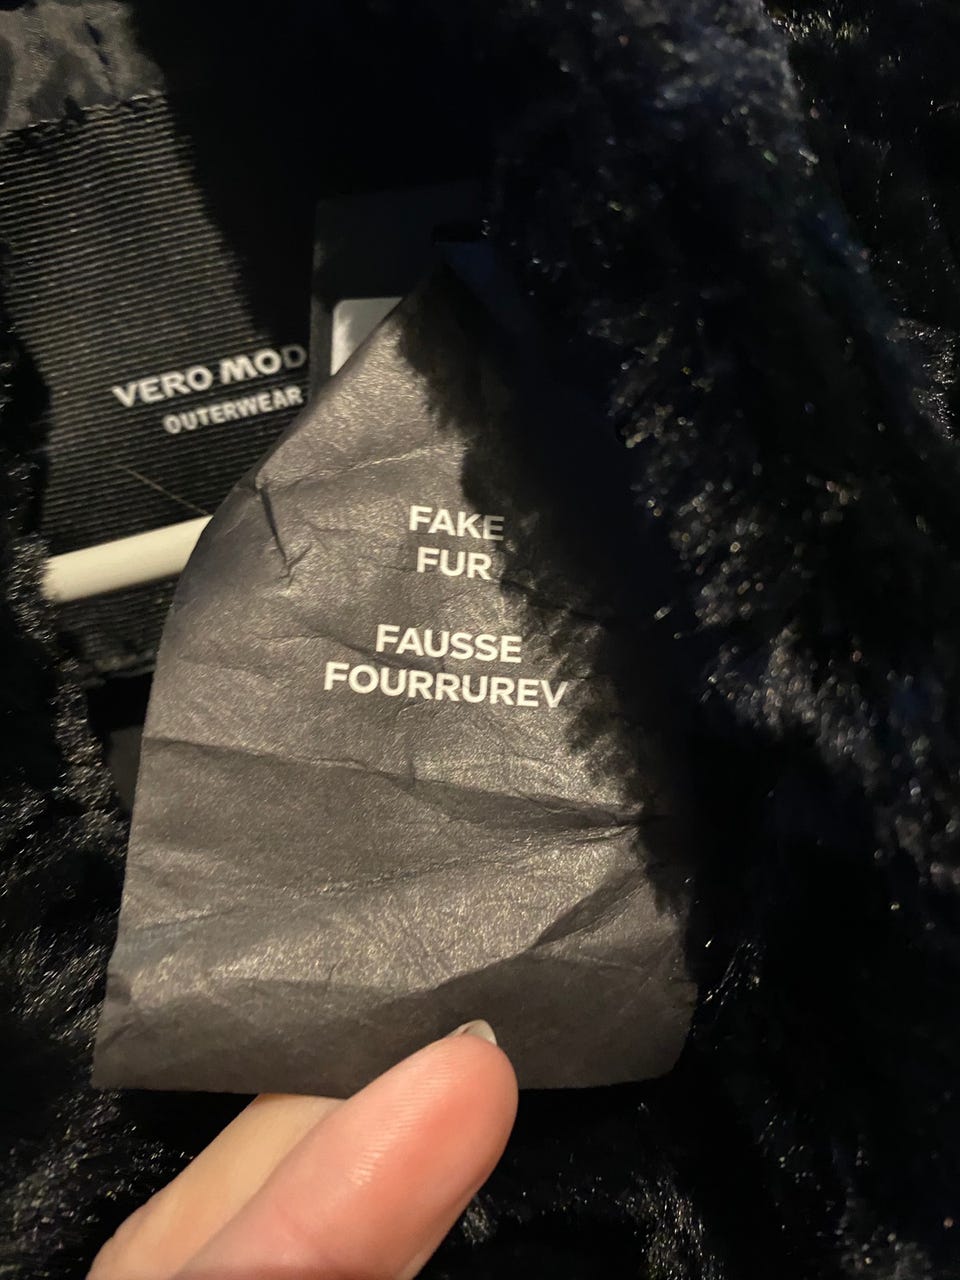 VERO MOD
OUTERWEAR
FAKE
FUR
FAUSSE
FOURRUREV